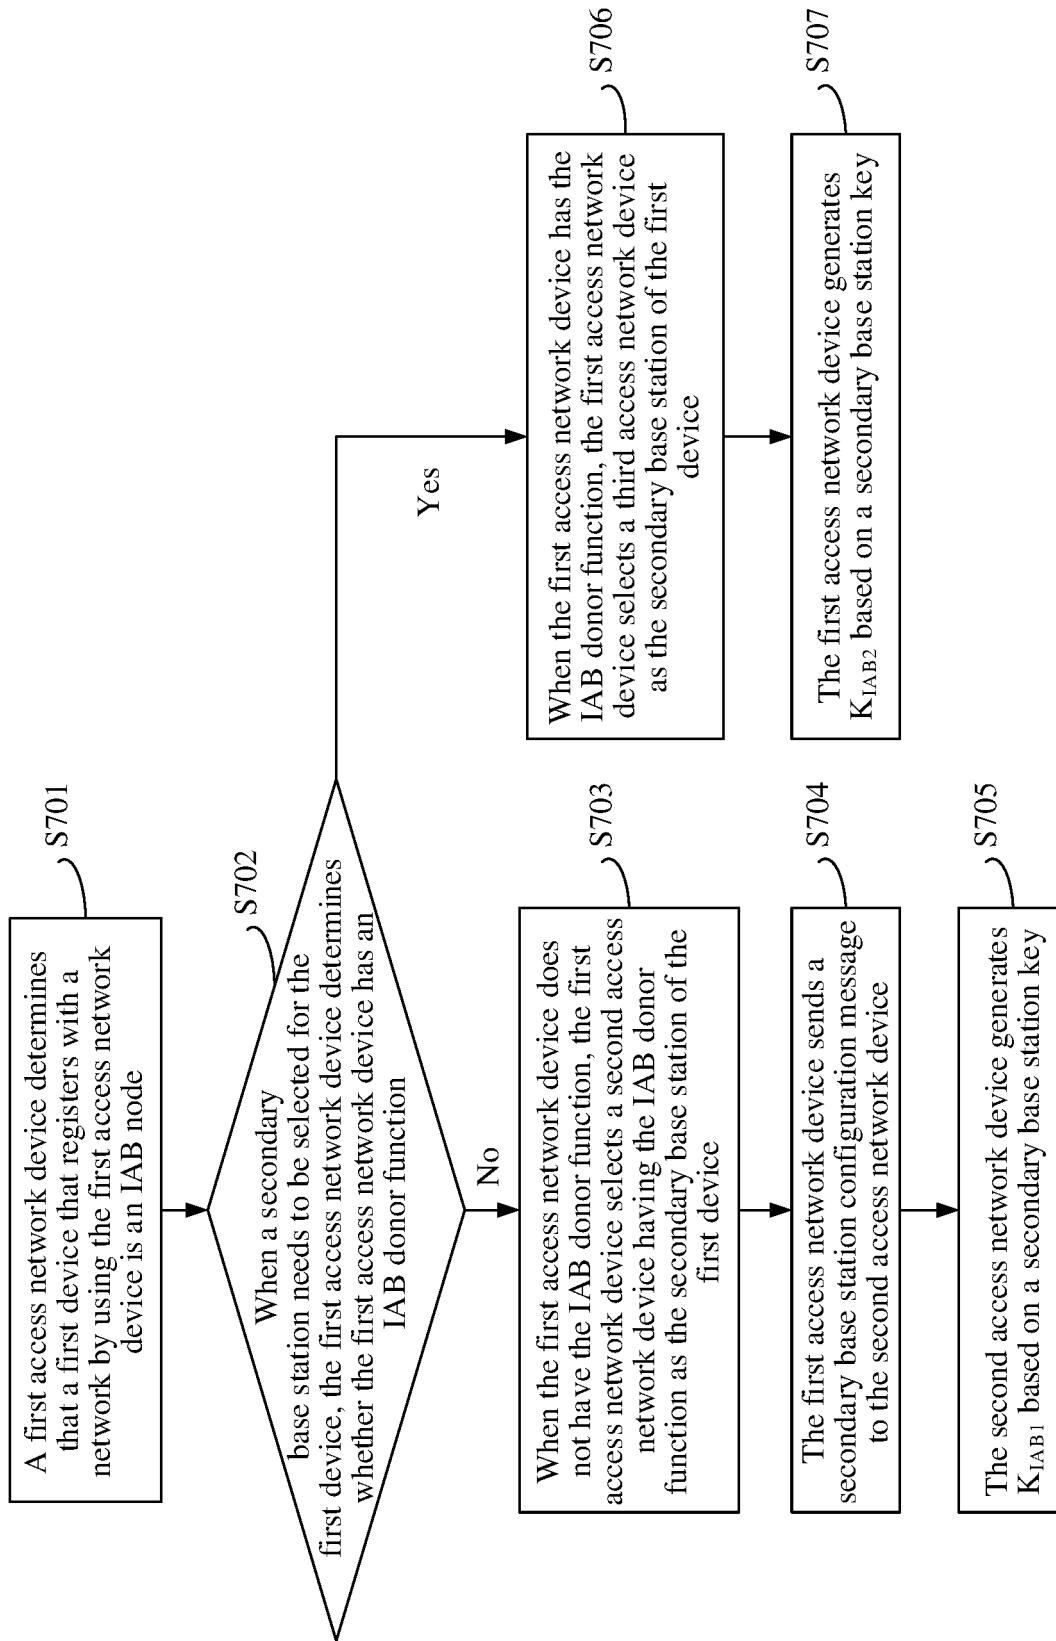 S701
A first access network device determines
that a first device that registers with a
network by using the first access network
device is an IAB node
S702
When a secondary
base station needs to be selected for the
first device, the first access network device determines
whether the first access network device has an
IAB donor function
No
Yes
S703
When the first access network device does
not have the IAB donor function, the first
access network device selects a second access
network device having the IAB donor
function as the secondary base station of the
first device
S704
The first access network device sends a
secondary base station configuration message
to the second access network device
S705
The second access network device generates
KIAB1 based on a secondary base station key
S706
When the first access network device has the
IAB donor function, the first access network
device selects a third access network device
as the secondary base station of the first
device
S707
The first access network device generates
KIAB2 based on a secondary base station key